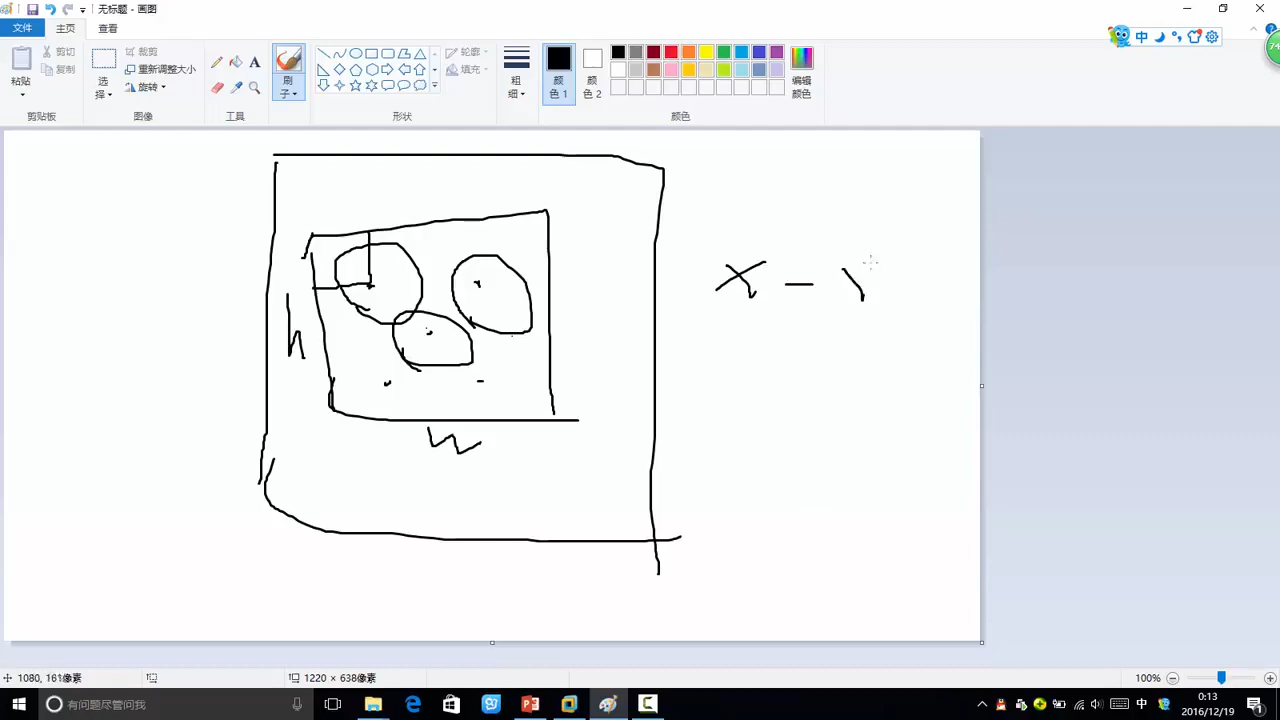 无标题 - 画图
文件 主页 查看
粘贴 剪切 复制 剪贴板
选择 裁剪 重新调整大小 旋转 图像
A 工具
刷子
轮廓 填充 形状
粗细
颜色 1 颜色 2 编辑颜色 颜色
中
74
h
w
X -
1080, 161像素 1220 × 638像素 100%
有问题尽管问我
0:13
2016/12/19